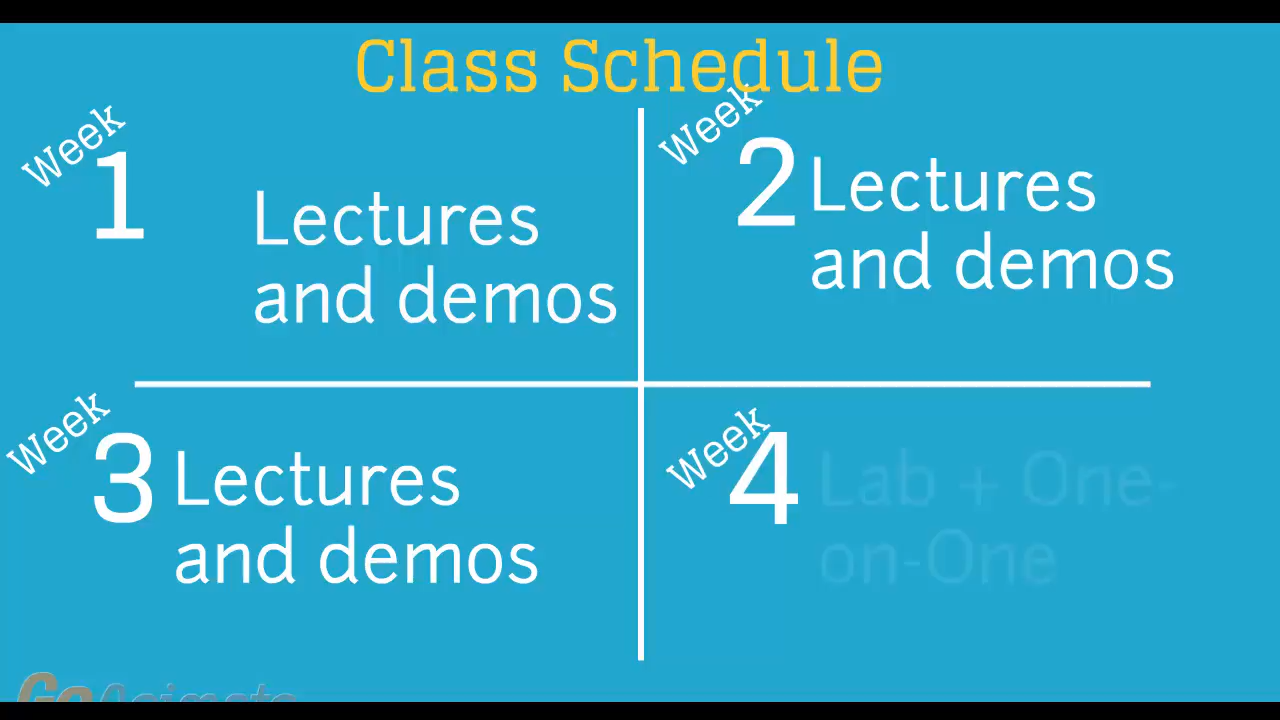 Class Schedule
Week
1
Lectures
and demos
Week
2
Lectures
and demos
Week
3
Lectures
and demos
Week
4
Lab + One-
on-One
GoAnimate